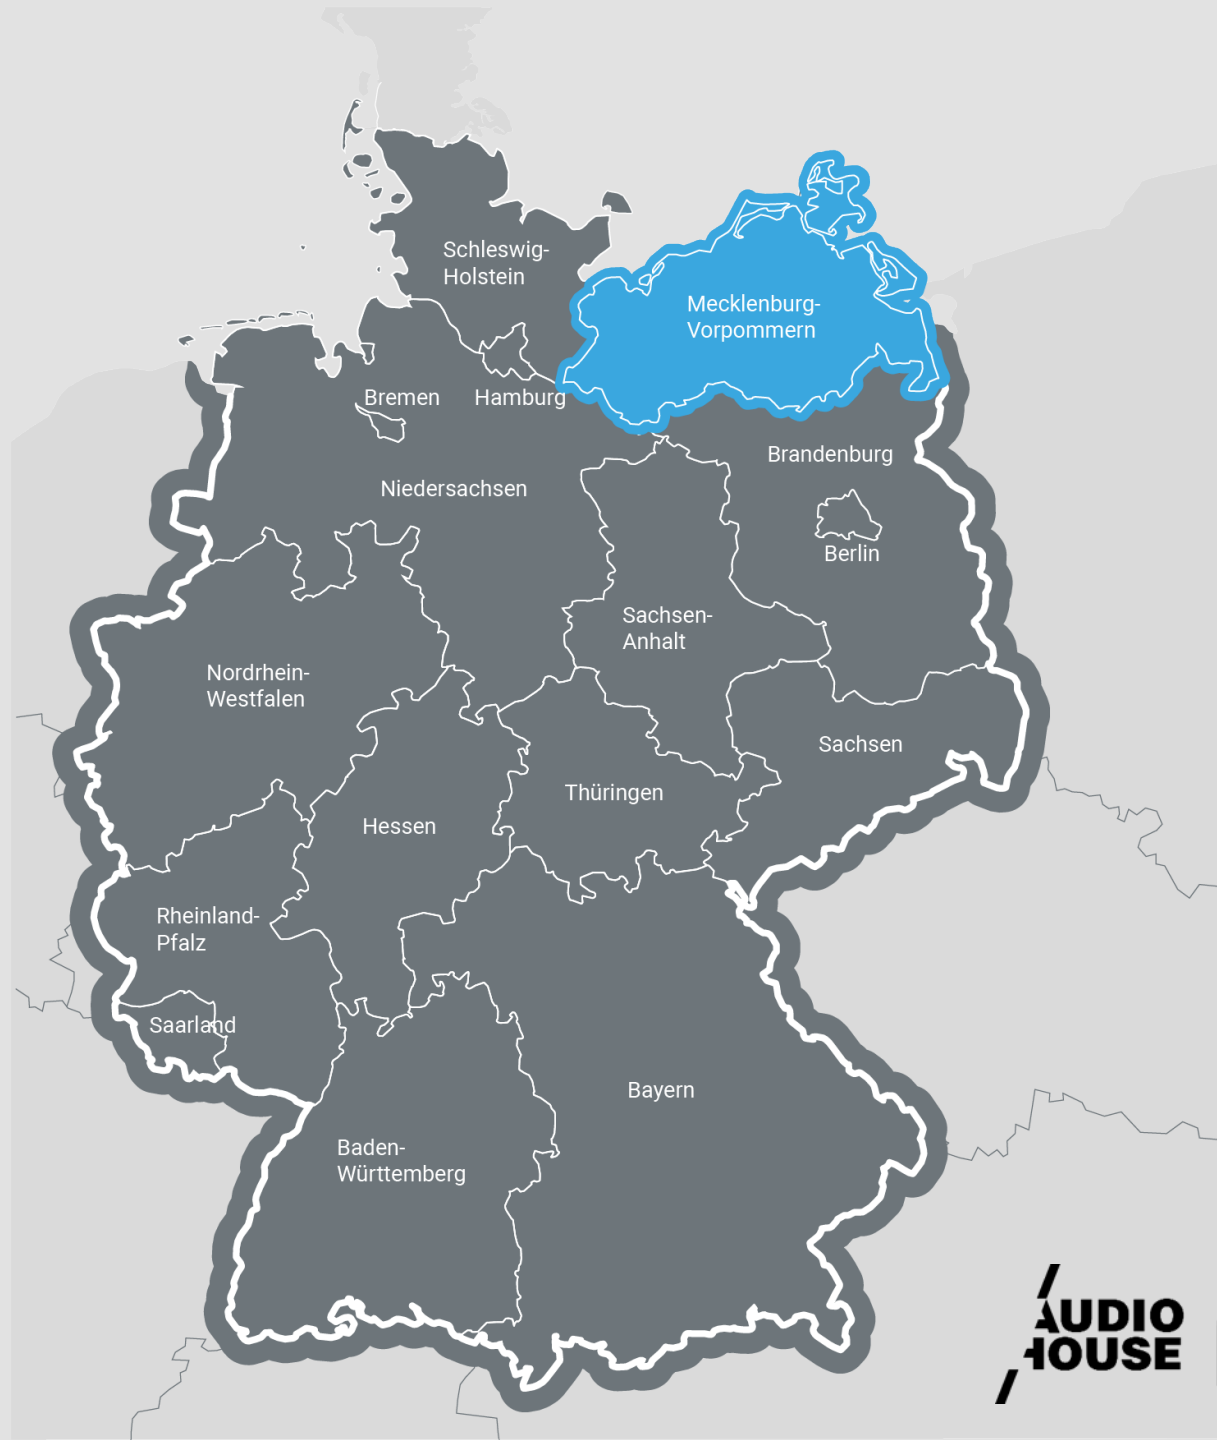 Schleswig-
Holstein
Mecklenburg-
Vorpommern
Bremen
Hamburg
Brandenburg
Niedersachsen
Berlin
Sachsen-
Anhalt
Nordrhein-
Westfalen
Sachsen
Thüringen
Hessen
Rheinland-
Pfalz
Saarland
Bayern
Baden-
Württemberg
AUDIO
HOUSE